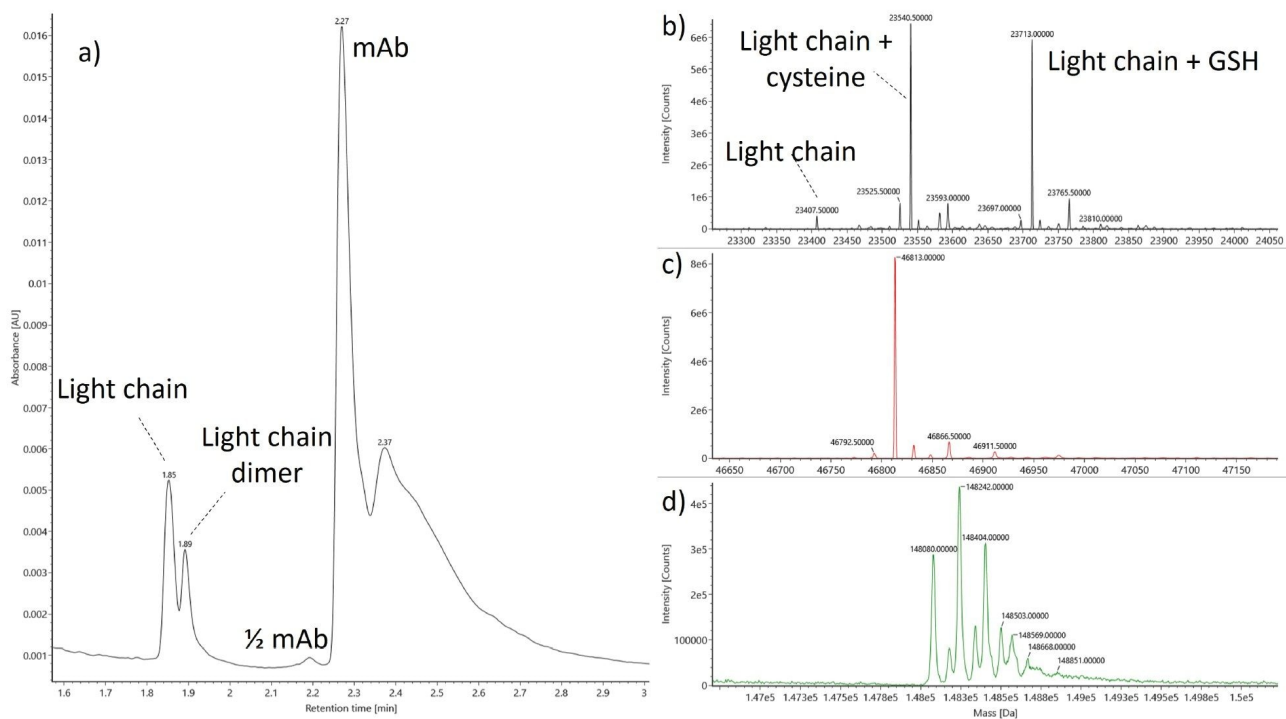 a)
2.27
mAb
Light chain
Light chain
dimer
1.85
1.89
½ mAb
2.37
0.016
0.015
0.014
0.013
0.012
0.011
0.01
0.009
0.008
0.007
0.006
0.005
0.004
0.003
0.002
0.001
Absorbance [AU]
1.6 1.7 1.8 1.9 2 2.1 2.2 2.3 2.4 2.5 2.6 2.7 2.8 2.9 3
Retention time [min]
b)
23540.50000
Light chain +
cysteine
23713.00000
Light chain + GSH
Light chain
23407.50000
23525.50000
23593.00000
23697.00000
23765.50000
23810.00000
6e6
5e6
4e6
3e6
2e6
1e6
0
Intensity [Counts]
23300 23350 23400 23450 23500 23550 23600 23650 23700 23750 23800 23850 23900 23950 24000 24050
c)
46813.00000
46792.50000
46866.50000
46911.50000
8e6
6e6
4e6
2e6
0
Intensity [Counts]
46650 46700 46750 46800 46850 46900 46950 47000 47050 47100 47150
d)
148242.00000
148080.00000
148404.00000
148503.00000
148569.00000
148668.00000
148851.00000
4e5
3e5
2e5
100000
0
Intensity [Counts]
1.47e5 1.473e5 1.475e5 1.478e5 1.48e5 1.483e5 1.485e5 1.488e5 1.49e5 1.493e5 1.495e5 1.498e5 1.5e5
Mass [Da]